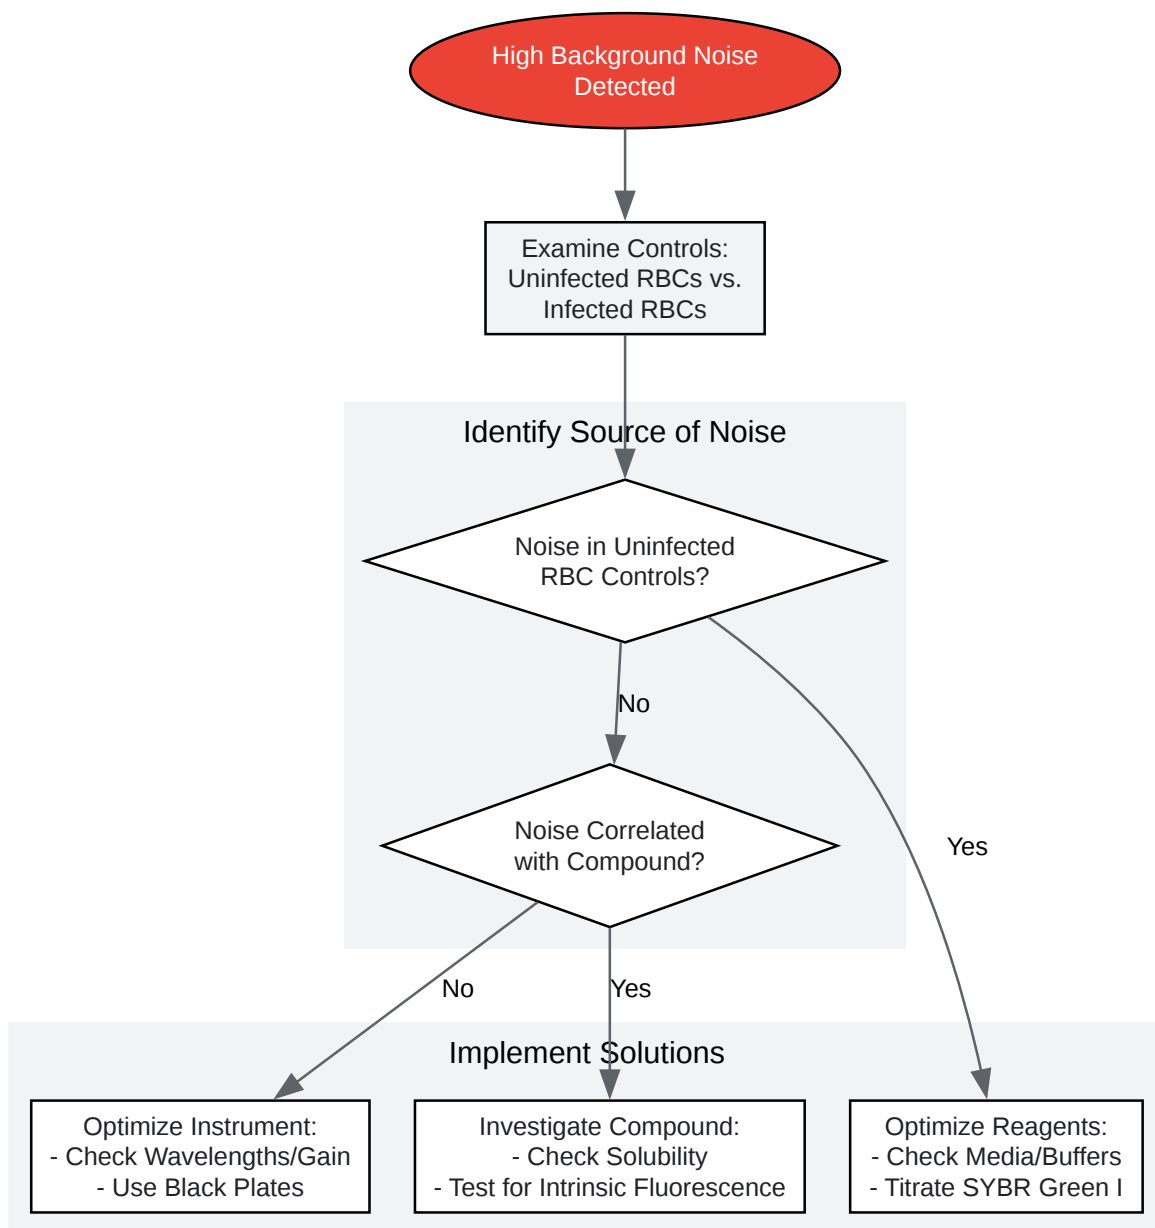 High Background Noise
Detected
Examine Controls:
Uninfected RBCs vs.
Infected RBCs
Identify Source of Noise
Noise in Uninfected
RBC Controls?
No
Noise Correlated
with Compound?
Yes
No
Yes
Implement Solutions
Optimize Instrument:
- Check Wavelengths/Gain
- Use Black Plates
Investigate Compound:
- Check Solubility
- Test for Intrinsic Fluorescence
Optimize Reagents:
- Check Media/Buffers
- Titrate SYBR Green I